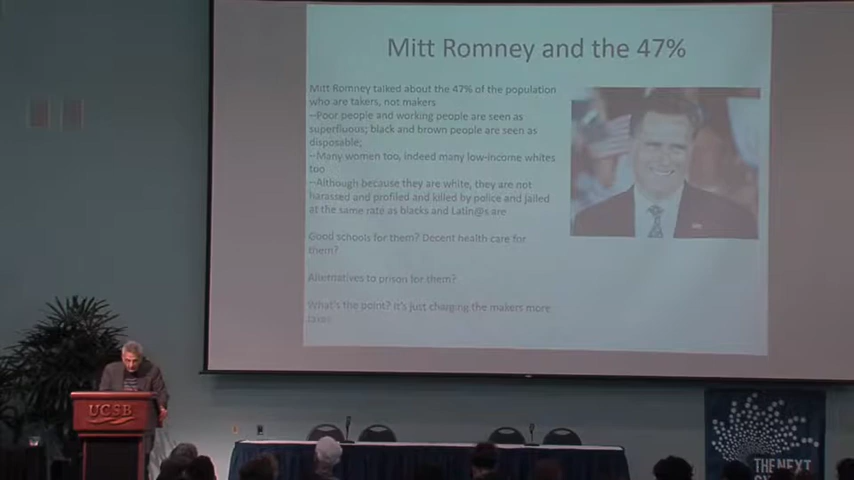 Mitt Romney and the 47%
Mitt Romney talked about the 47% of the population
who are takers, not makers
--Poor people and working people are seen as
superfluous; black and brown people are seen as
disposable;
--Many women too, indeed many low-income whites
too
--Although because they are white, they are not
harassed and profiled and killed by police and jailed
at the same rate as blacks and Latin@s are
Good schools for them? Decent health care for
them?
Alternatives to prison for them?
What's the point? It's just charging the makers more
taxes
UCSB
THE NEXT